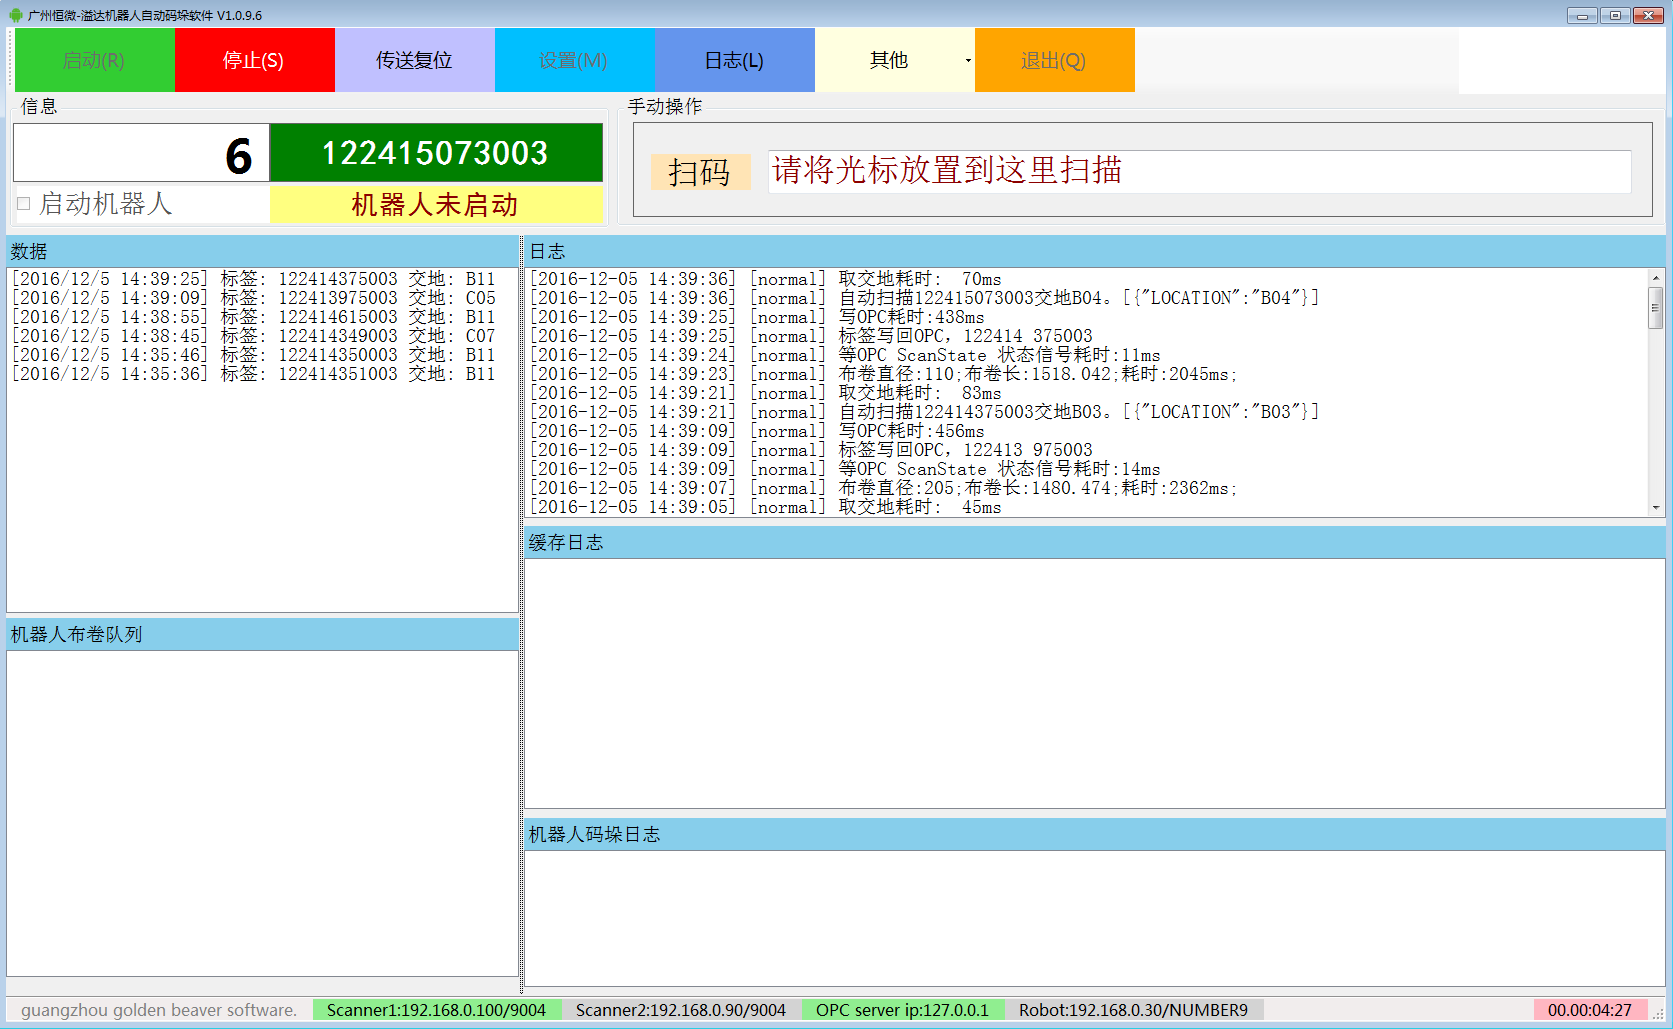 广州恒微-溢达机器人自动码垛软件 V1.0.9.6
启动(R) 停止(S) 传送复位 设置(M) 日志(L) 其他 退出(Q)
信息
6 122415073003
启动机器人 机器人未启动
手动操作
扫码 请将光标放置到这里扫描
数据
[2016/12/5 14:39:25] 标签: 122414375003 交地: B11
[2016/12/5 14:39:09] 标签: 122413975003 交地: C05
[2016/12/5 14:38:55] 标签: 122414615003 交地: B11
[2016/12/5 14:38:45] 标签: 122414349003 交地: C07
[2016/12/5 14:35:46] 标签: 122414350003 交地: B11
[2016/12/5 14:35:36] 标签: 122414351003 交地: B11
机器人布卷队列
日志
[2016-12-05 14:39:36] [normal] 取交地耗时: 70ms
[2016-12-05 14:39:36] [normal] 自动扫描122415073003交地B04。[{"LOCATION":"B04"}]
[2016-12-05 14:39:25] [normal] 写OPC耗时:438ms
[2016-12-05 14:39:25] [normal] 标签写回OPC, 122414 375003
[2016-12-05 14:39:24] [normal] 等OPC ScanState 状态信号耗时:11ms
[2016-12-05 14:39:23] [normal] 布卷直径:110;布卷长:1518.042;耗时:2045ms;
[2016-12-05 14:39:21] [normal] 取交地耗时: 83ms
[2016-12-05 14:39:21] [normal] 自动扫描122414375003交地B03。[{"LOCATION":"B03"}]
[2016-12-05 14:39:09] [normal] 写OPC耗时:456ms
[2016-12-05 14:39:09] [normal] 标签写回OPC, 122413 975003
[2016-12-05 14:39:09] [normal] 等OPC ScanState 状态信号耗时:14ms
[2016-12-05 14:39:07] [normal] 布卷直径:205;布卷长:1480.474;耗时:2362ms;
[2016-12-05 14:39:05] [normal] 取交地耗时: 45ms
缓存日志
机器人码垛日志
guangzhou golden beaver software. Scanner1:192.168.0.100/9004 Scanner2:192.168.0.90/9004 OPC server ip:127.0.0.1 Robot:192.168.0.30/NUMBER9 00.00:04:27